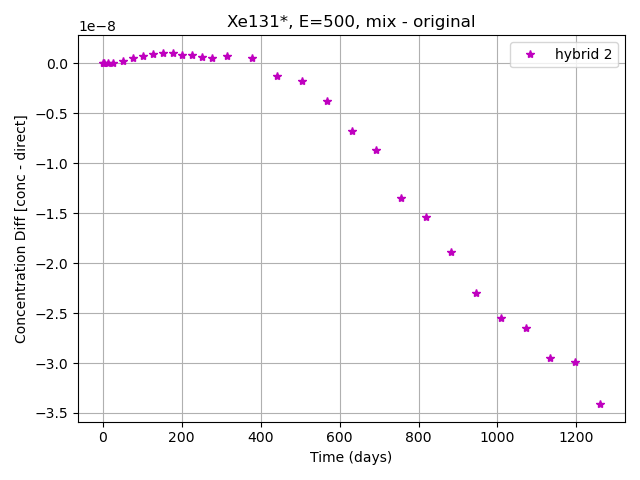 Xe131*, E=500, mix - original
1e−8
hybrid 2
0.0
−0.5
−1.0
−1.5
−2.0
−2.5
−3.0
−3.5
Concentration Diff [conc - direct]
0 200 400 600 800 1000 1200
Time (days)